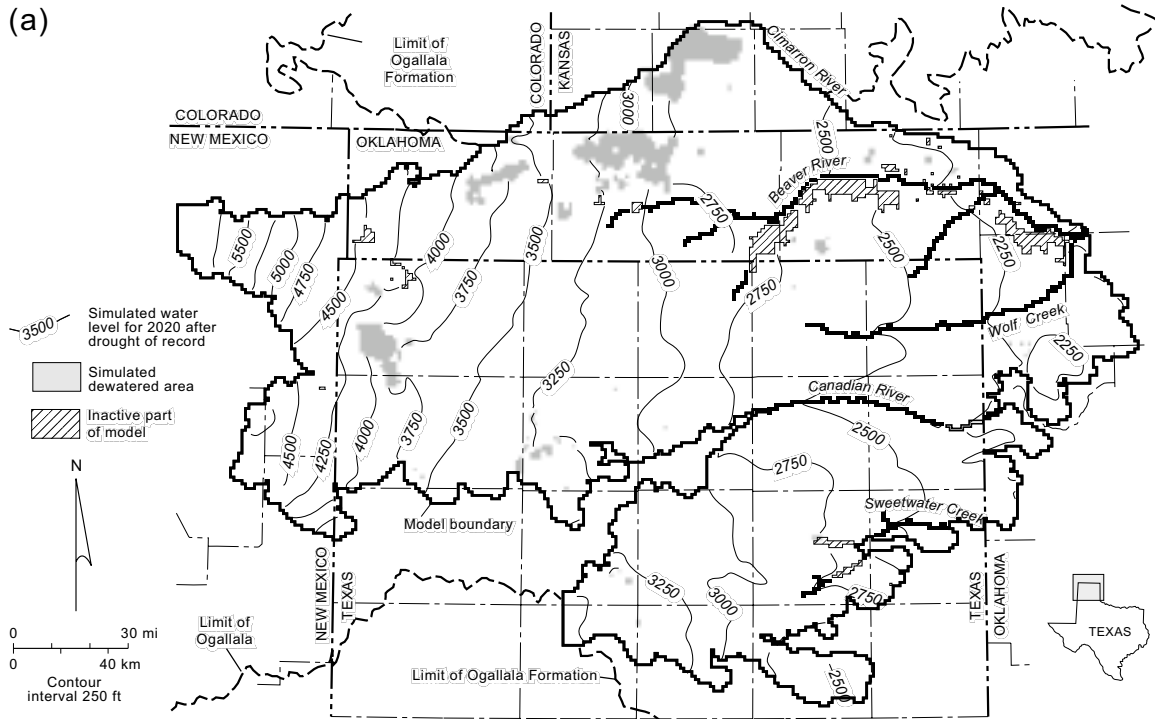 (a)
Limit of
Ogallala
Formation
COLORADO
KANSAS
Cimarron River
COLORADO
NEW MEXICO
OKLAHOMA
3000
2500
Beaver River
2750
5500
5000
4750
4500
4000
3750
3500
3000
2750
2500
2250
3500
Simulated water
level for 2020 after
drought of record
Simulated
dewatered area
Inactive part
of model
Wolf Creek
2250
3250
Canadian River
4500
4250
4000
3750
3500
2500
2750
N
Model boundary
Sweetwater Creek
NEW MEXICO
TEXAS
3250
3000
2750
TEXAS
OKLAHOMA
Limit of
Ogallala
0 30 mi
0 40 km
Contour
interval 250 ft
Limit of Ogallala Formation
2500
TEXAS